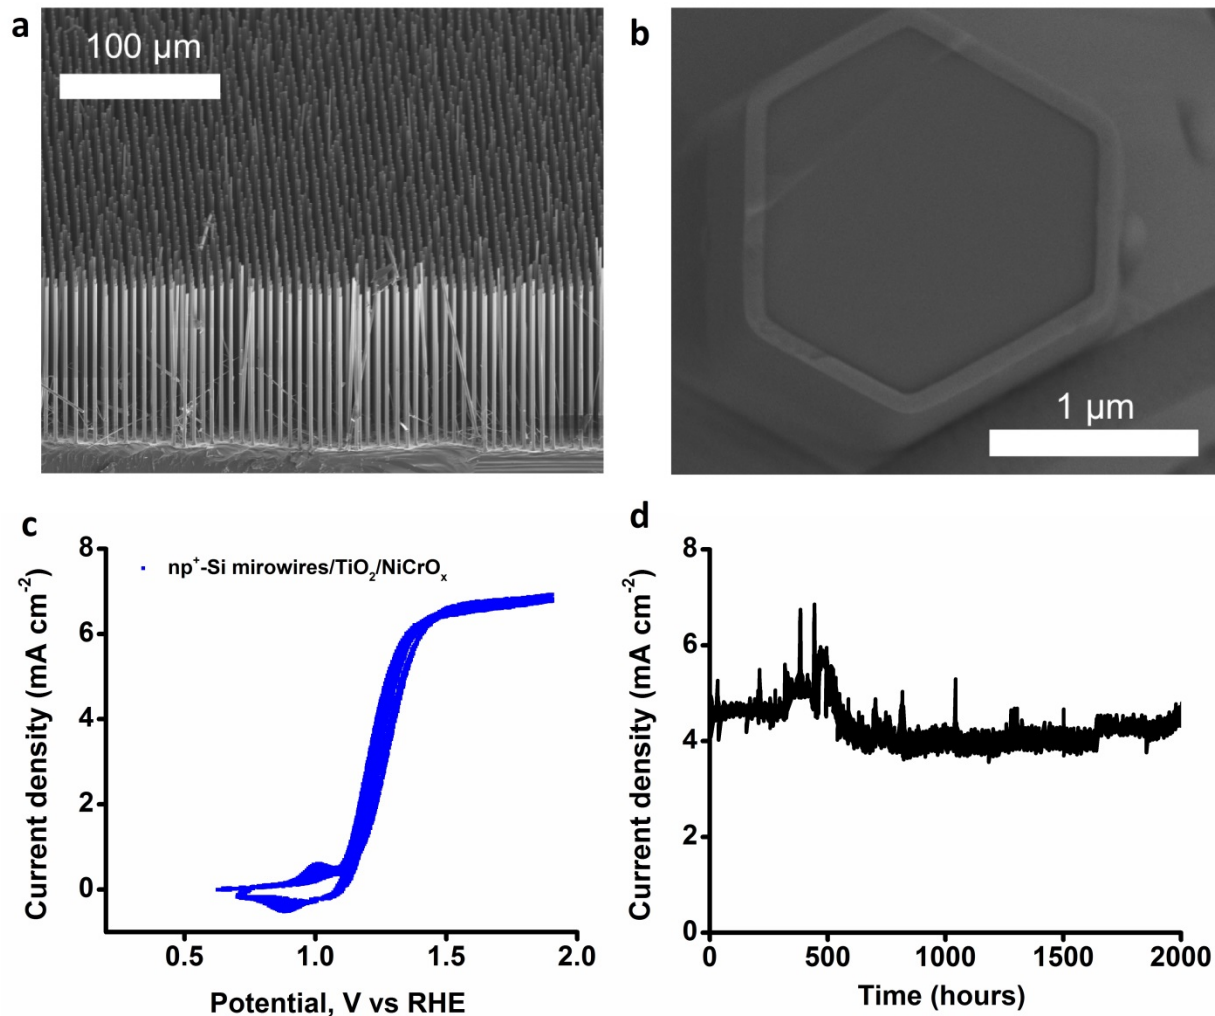 a
100 μm
b
1 μm
c
np⁺-Si mirowires/TiO₂/NiCrOₓ
Current density (mA cm⁻²)
8
6
4
2
0
0.5 1.0 1.5 2.0
Potential, V vs RHE
d
Current density (mA cm⁻²)
8
6
4
2
0
0 500 1000 1500 2000
Time (hours)